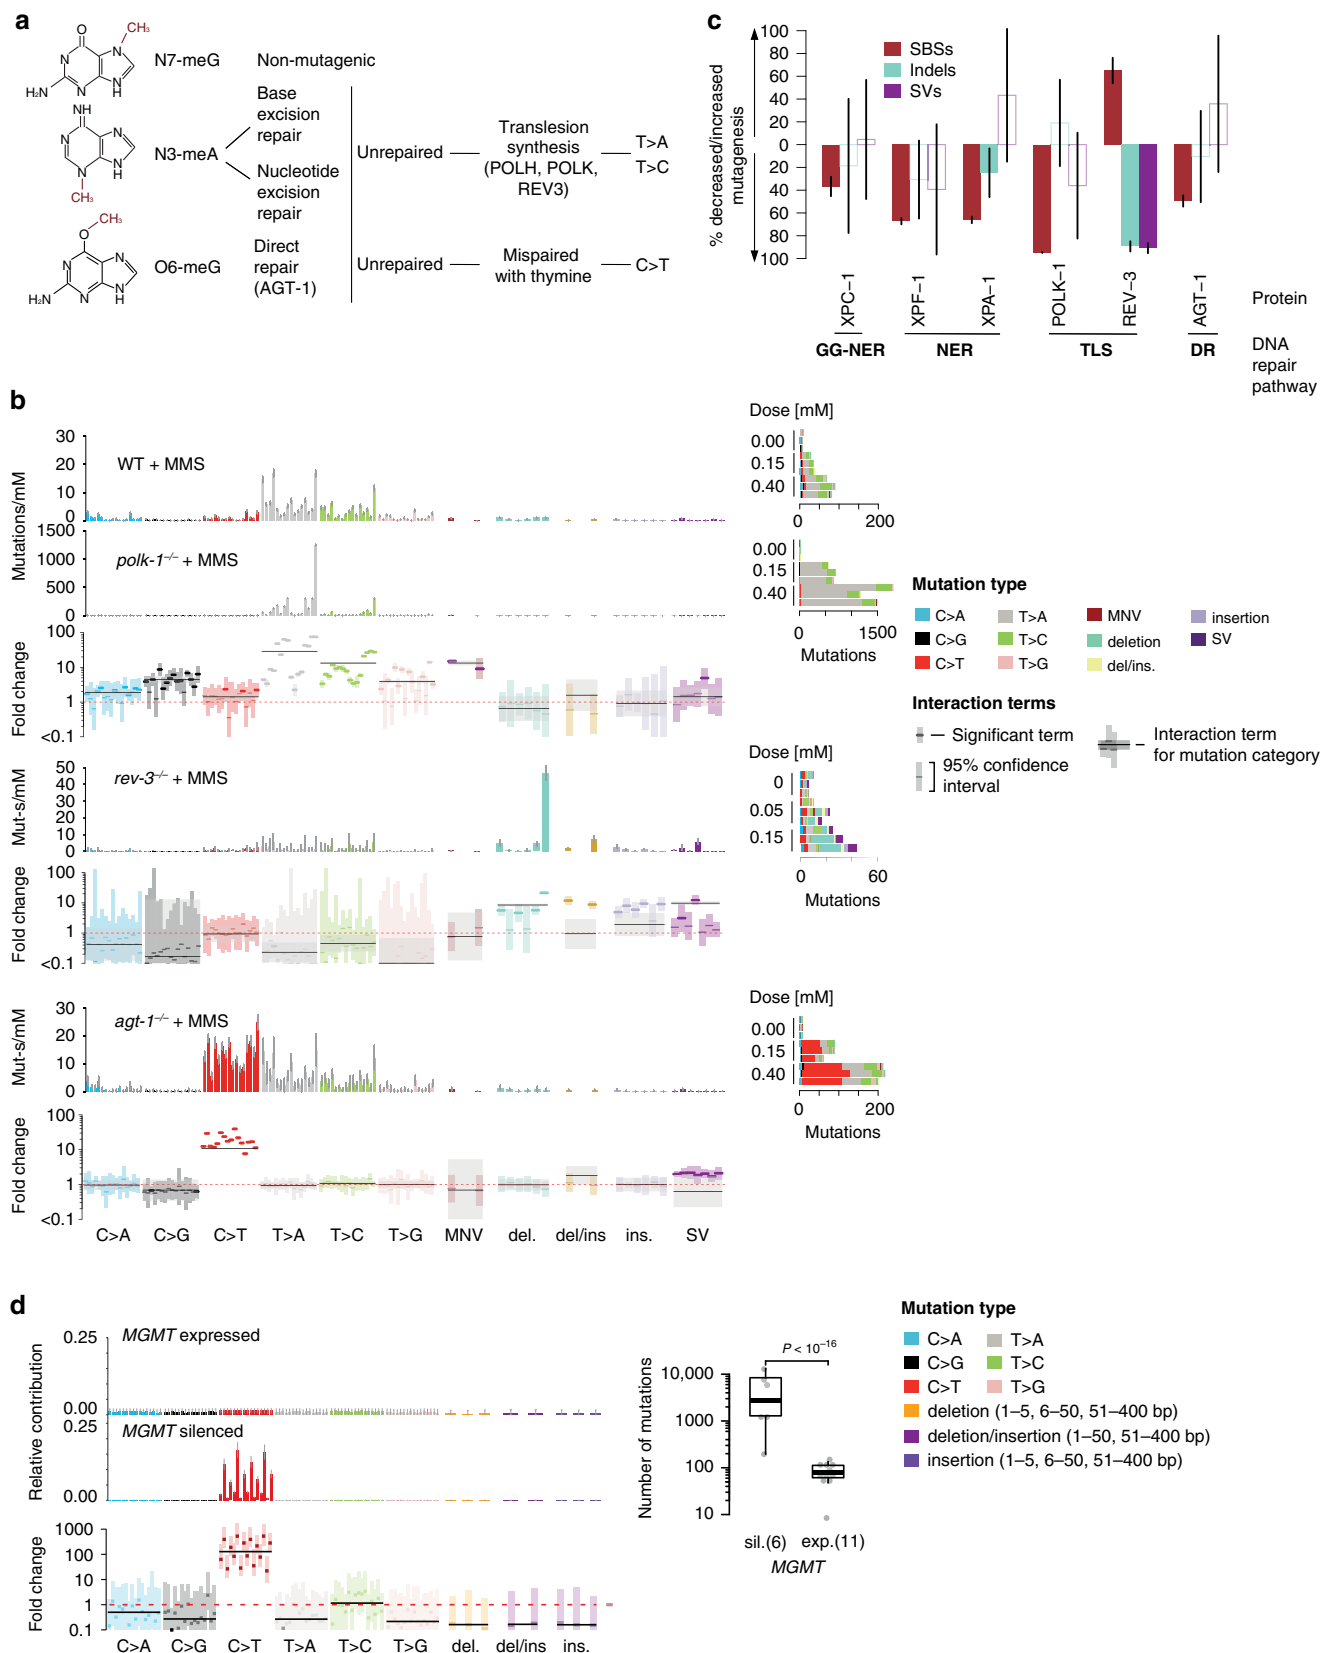 a
O
CH₃
N
N
H₂N
N
N
H
N7-meG
Non-mutagenic
NH
N
N
N
N
H
CH₃
N3-meA
Base
excision
repair
Nucleotide
excision
repair
Unrepaired
Translesion
synthesis
(POLH, POLK,
REV3)
T>A
T>C
O
CH₃
N
N
H₂N
N
N
H
O6-meG
Direct
repair
(AGT-1)
Unrepaired
Mispaired
with thymine
C>T
c
% decreased/increased
mutagenesis
100
80
60
40
20
0
20
40
60
80
100
SBSs
Indels
SVs
XPC–1
XPF–1
XPA–1
POLK–1
REV–3
AGT–1
Protein
GG-NER
NER
TLS
DR
DNA
repair
pathway
b
Mutations/mM
30
20
10
0
WT + MMS
1500
1000
500
0
polk-1–/– + MMS
Fold change
100
10
1
<0.1
Mut-s/mM
50
40
30
20
10
0
rev-3–/– + MMS
Fold change
100
10
1
<0.1
Mut-s/mM
30
20
10
0
agt-1–/– + MMS
Fold change
100
10
1
<0.1
C>A C>G C>T T>A T>C T>G MNV del. del/ins ins. SV
Dose [mM]
0.00
0.15
0.40
0 200
0.00
0.15
0.40
0 1500
Mutations
Dose [mM]
0
0.05
0.15
0 60
Mutations
Dose [mM]
0.00
0.15
0.40
0 200
Mutations
Mutation type
C>A T>A MNV insertion
C>G T>C deletion SV
C>T T>G del/ins.
Interaction terms
Significant term
95% confidence
interval
Interaction term
for mutation category
d
Relative contribution
0.25
0.00
MGMT expressed
0.25
0.00
MGMT silenced
Fold change
1000
100
10
1
0.1
C>A C>G C>T T>A T>C T>G del. del/ins ins.
Number of mutations
10,000
1000
100
10
P < 10–16
sil.(6) exp.(11)
MGMT
Mutation type
C>A T>A
C>G T>C
C>T T>G
deletion (1–5, 6–50, 51–400 bp)
deletion/insertion (1–50, 51–400 bp)
insertion (1–5, 6–50, 51–400 bp)